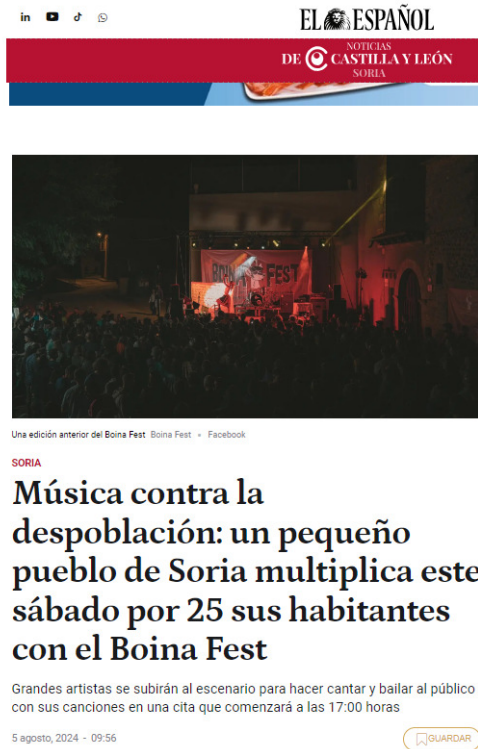 EL ESPAÑOL
NOTICIAS
DE CASTILLA Y LEÓN
SORIA
BOINA FEST
Una edición anterior del Boina Fest Boina Fest • Facebook
SORIA
Música contra la
despoblación: un pequeño
pueblo de Soria multiplica este
sábado por 25 sus habitantes
con el Boina Fest
Grandes artistas se subirán al escenario para hacer cantar y bailar al público
con sus canciones en una cita que comenzará a las 17:00 horas
5 agosto, 2024 - 09:56
GUARDAR